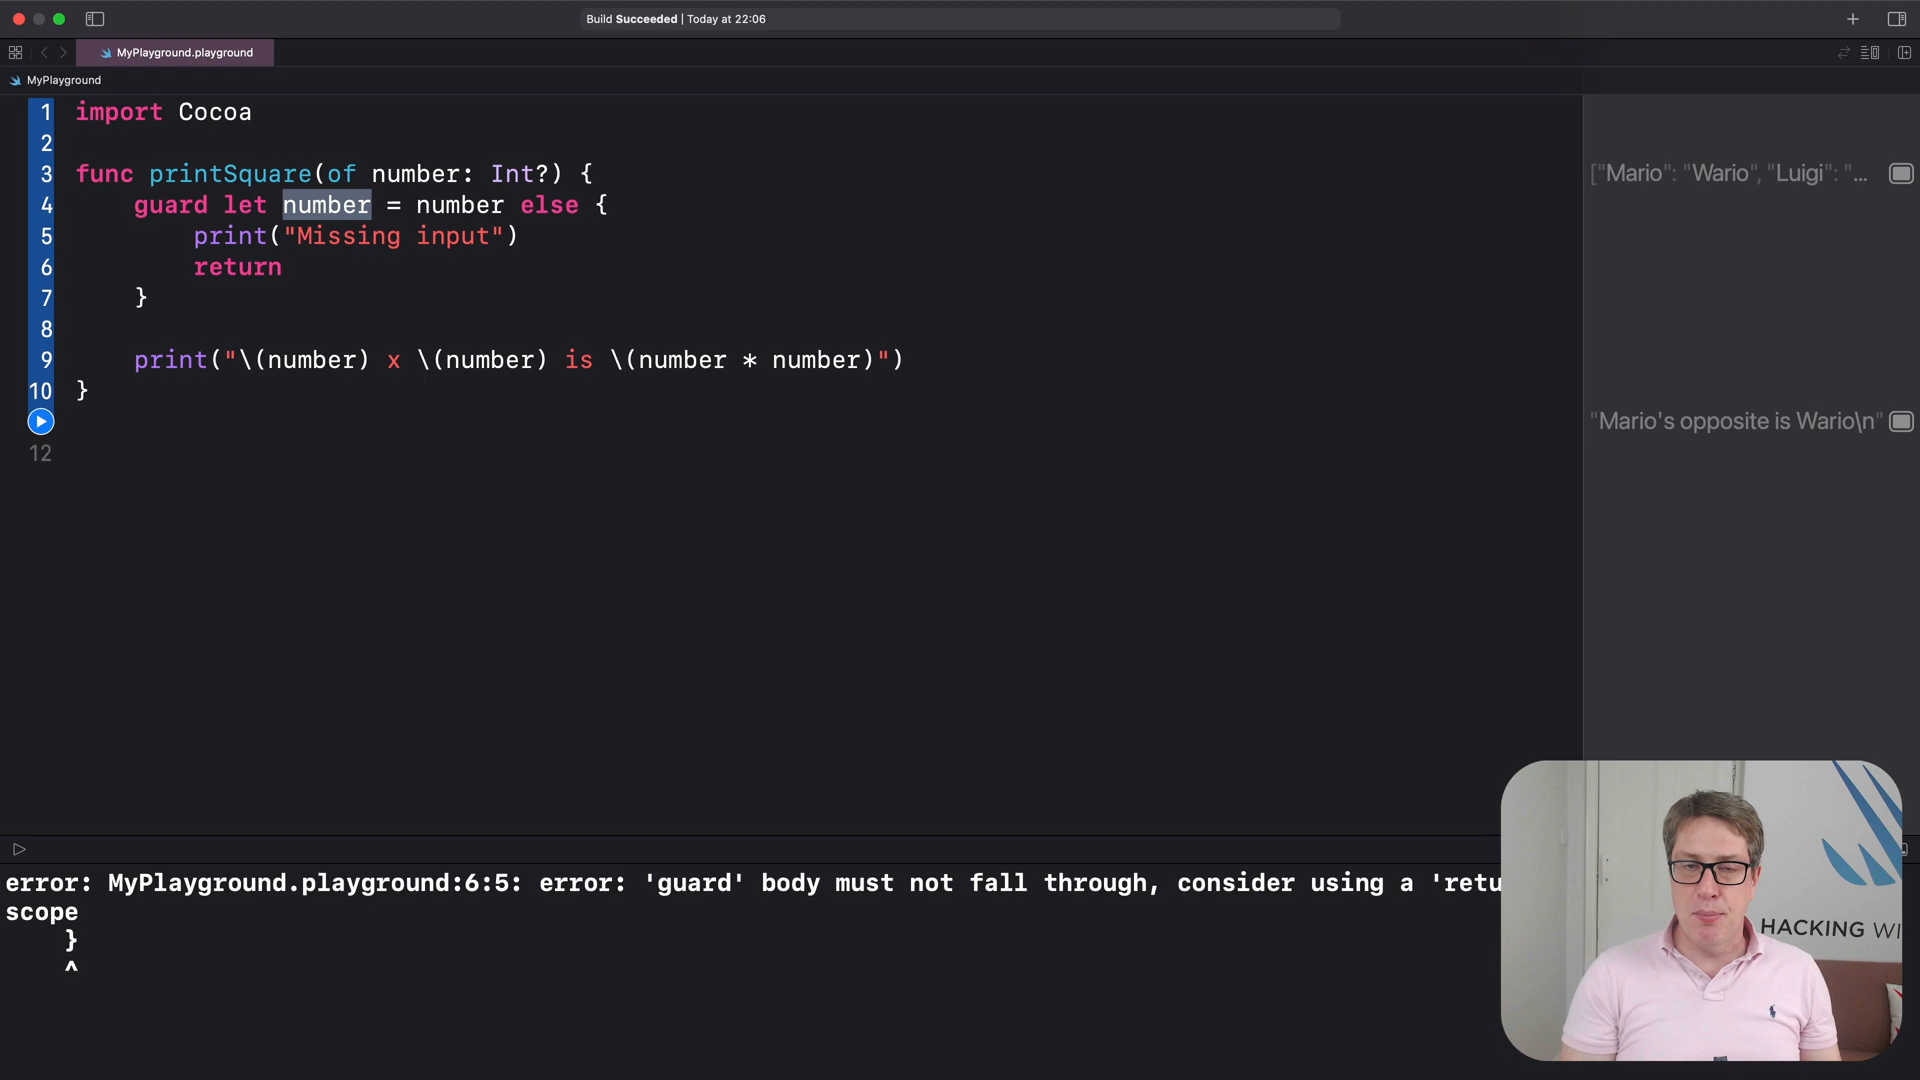 Build Succeeded | Today at 22:06
MyPlayground.playground
MyPlayground
1 import Cocoa
2
3 func printSquare(of number: Int?) {
4 guard let number = number else {
5 print("Missing input")
6 return
7 }
8
9 print("\(number) x \(number) is \(number * number)")
10 }
12
["Mario": "Wario", "Luigi": "...
"Mario's opposite is Wario\n"
error: MyPlayground.playground:6:5: error: 'guard' body must not fall through, consider using a 'retu
scope
}
^
HACKING WI